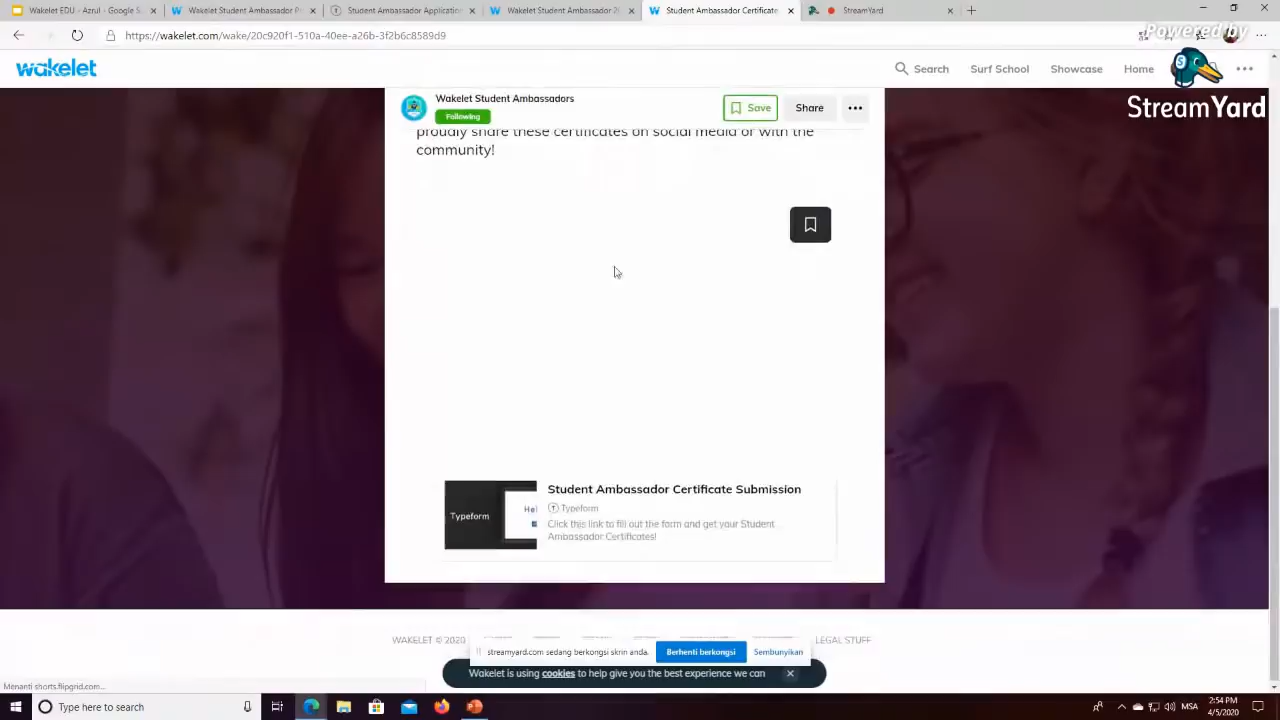 Wakelet EDU - Azrul - Google S
Wakelet Student Ambassador P
Student Ambassador Application
Wakelet Student Ambassador 2
Student Ambassador Certificate
StreamYard
https://wakelet.com/wake/20c920f1-510a-40ee-a26b-3f2b6c8589d9
Powered by
StreamYard
wakelet
Search
Surf School
Showcase
Home
Wakelet Student Ambassadors
Following
Save
Share
proudly share these certificates on social media or with the
community!
Typeform
Hel
Student Ambassador Certificate Submission
Typeform
Click this link to fill out the form and get your Student
Ambassador Certificates!
WAKELET © 2020
LEGAL STUFF
streamyard.com sedang berkongsi skrin anda.
Berhenti berkongsi
Sembunyikan
Wakelet is using cookies to help give you the best experience we can
Menanti shorts.flipgrid.com...
Type here to search
MSA
2:54 PM
4/5/2020